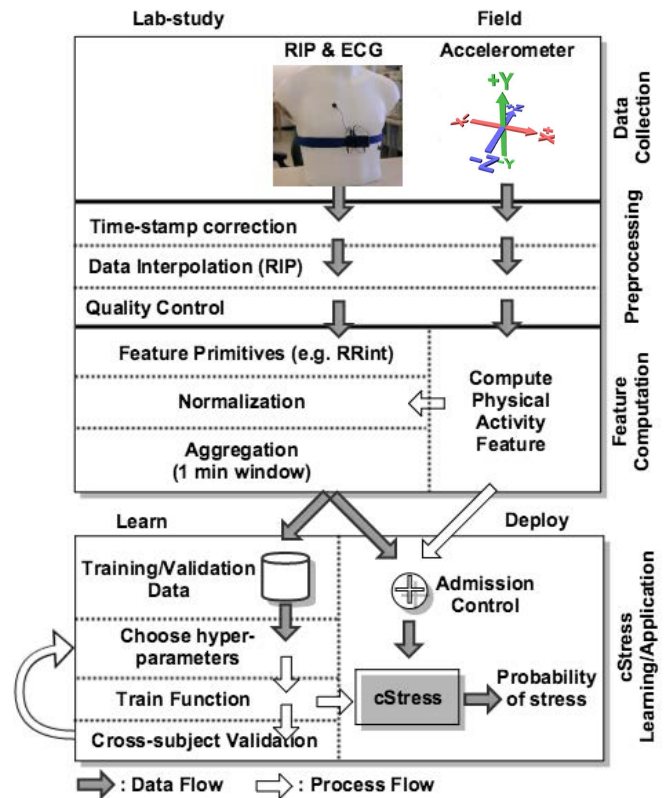 Lab-study
Field
RIP & ECG
Accelerometer
+Y
-Z
-X
+X
-Z
-Y
Data
Collection
Time-stamp correction
Data Interpolation (RIP)
Quality Control
Preprocessing
Feature Primitives (e.g. RRint)
Normalization
Aggregation
(1 min window)
Compute
Physical
Activity
Feature
Feature
Computation
Learn
Deploy
Training/Validation
Data
Choose hyper-
parameters
Train Function
Cross-subject Validation
Admission
Control
cStress
Probability
of stress
cStress
Learning/Application
: Data Flow
: Process Flow